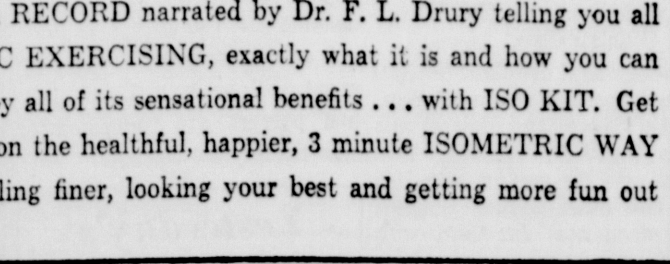 RECORD narrated by Dr. F. L. Drury telling you all
C EXERCISING, exactly what it is and how you can
y all of its sensational benefits ... with ISO KIT. Get
on the healthful, happier, 3 minute ISOMETRIC WAY
ling finer, looking your best and getting more fun out